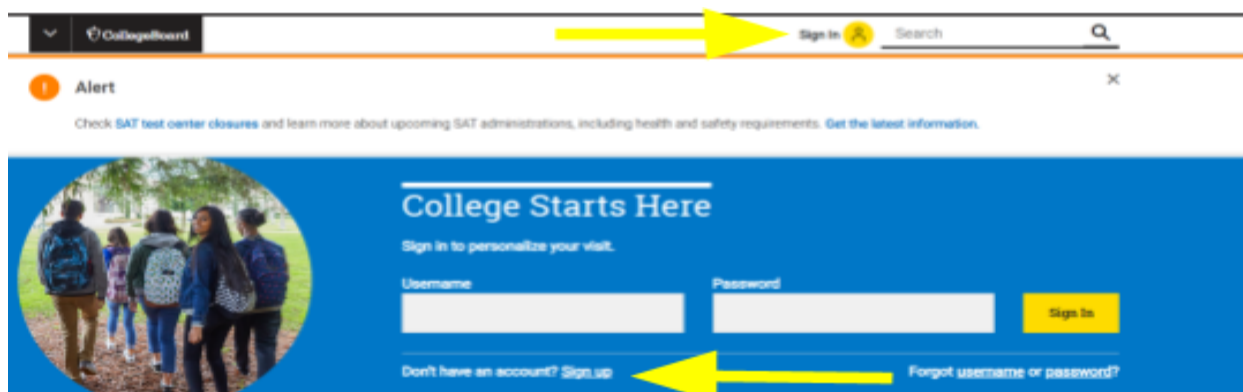 CollegeBoard
Sign In
Search
Alert
Check SAT test center closures and learn more about upcoming SAT administrations, including health and safety requirements. Get the latest information.
College Starts Here
Sign in to personalize your visit.
Username Password
Sign In
Don't have an account? Sign up Forgot username or password?